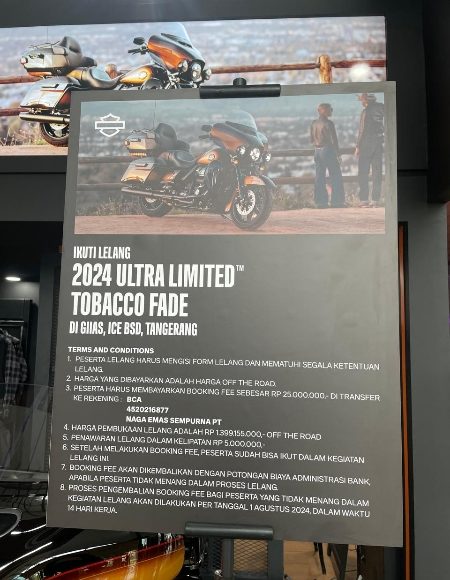 IKUTI LELANG
2024 ULTRA LIMITED™
TOBACCO FADE
DI GIIAS, ICE BSD, TANGERANG
TERMS AND CONDITIONS
1. PESERTA LELANG HARUS MENGISI FORM LELANG DAN MEMATUHI SEGALA KETENTUAN
LELANG.
2. HARGA YANG DIBAYARKAN ADALAH HARGA OFF THE ROAD.
3. PESERTA HARUS MEMBAYARKAN BOOKING FEE SEBESAR RP 25.000.000,- DI TRANSFER
KE REKENING : BCA
4520216877
NAGA EMAS SEMPURNA PT
4. HARGA PEMBUKAAN LELANG ADALAH RP 1.399.155.000,- OFF THE ROAD
5. PENAWARAN LELANG DALAM KELIPATAN RP 5.000.000,-
6. SETELAH MELAKUKAN BOOKING FEE, PESERTA SUDAH BISA IKUT DALAM KEGIATAN
LELANG INI.
7. BOOKING FEE AKAN DIKEMBALIKAN DENGAN POTONGAN BIAYA ADMINISTRASI BANK,
APABILA PESERTA TIDAK MENANG DALAM PROSES LELANG.
8. PROSES PENGEMBALIAN BOOKING FEE BAGI PESERTA YANG TIDAK MENANG DALAM
KEGIATAN LELANG AKAN DILAKUKAN PER TANGGAL 1 AGUSTUS 2024, DALAM WAKTU
14 HARI KERJA.